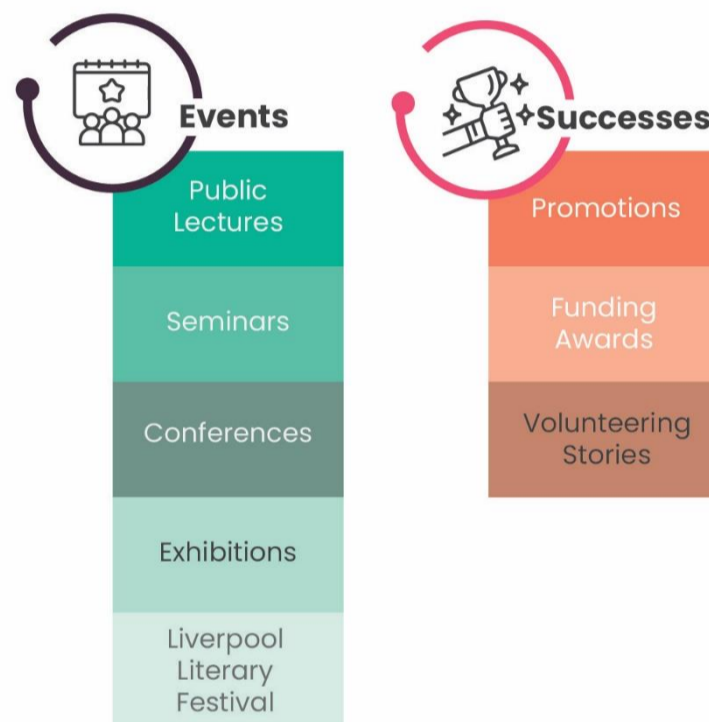 Events
Public
Lectures
Seminars
Conferences
Exhibitions
Liverpool
Literary
Festival
Successes
Promotions
Funding
Awards
Volunteering
Stories